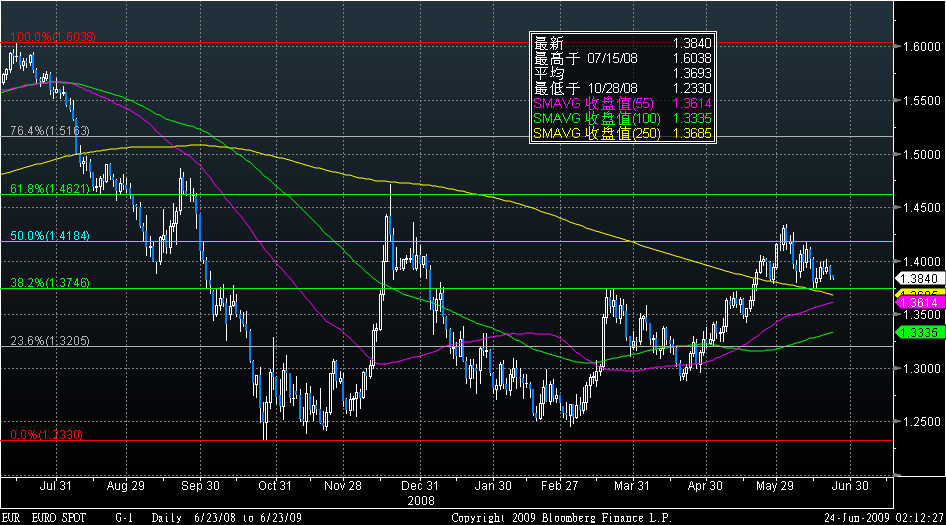 100.0%(1.6038)
76.4%(1.5163)
61.8%(1.4621)
50.0%(1.4184)
38.2%(1.3746)
23.6%(1.3205)
0.0%(1.2330)
最新 1.3840
最高于 07/15/08 1.6038
平均 1.3693
最低于 10/28/08 1.2330
SMAVG 收盘值(55) 1.3614
SMAVG 收盘值(100) 1.3335
SMAVG 收盘值(250) 1.3685
1.6000
1.5500
1.5000
1.4500
1.4000
1.3840
1.3685
1.3614
1.3500
1.3335
1.3000
1.2500
Jul 31 Aug 29 Sep 30 Oct 31 Nov 28 Dec 31 Jan 30 Feb 27 Mar 31 Apr 30 May 29 Jun 30
2008
EUR EURO SPOT G-1 Daily 6/23/08 to 6/23/09 Copyright 2009 Bloomberg Finance L.P. 24-Jun-2009 02:12:27